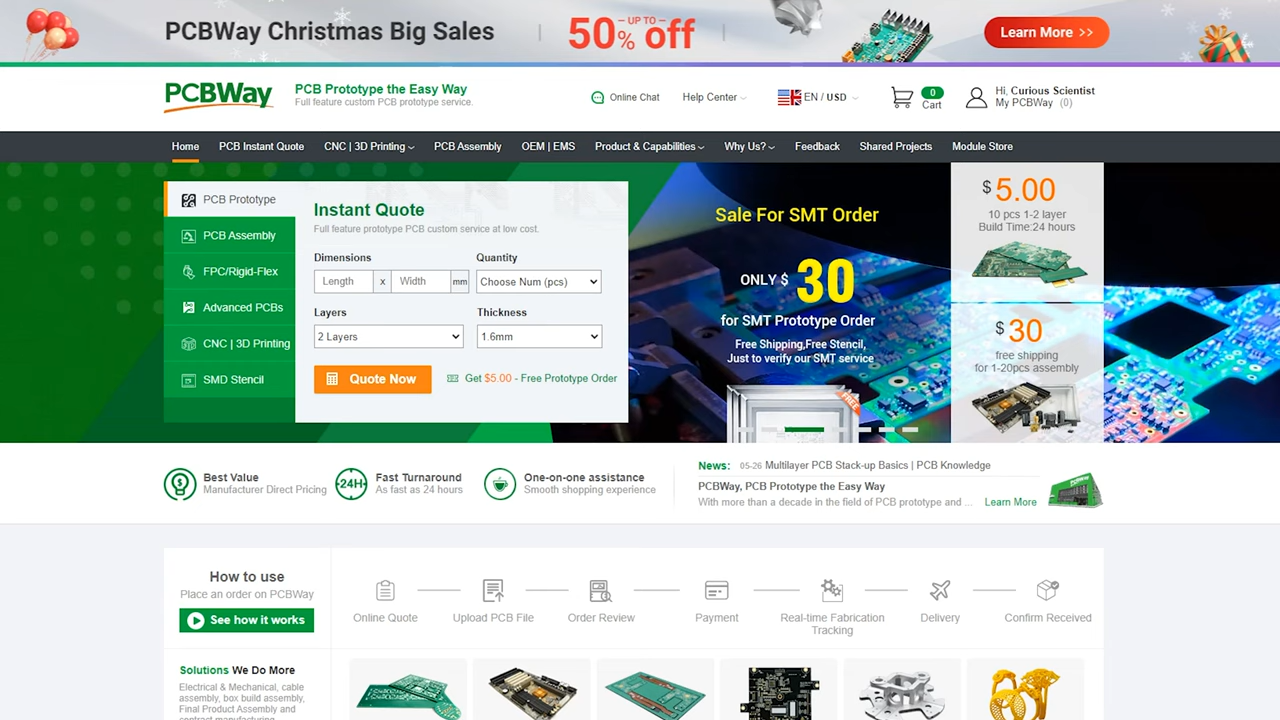 PCBWay Christmas Big Sales
UP TO
50% off
Learn More >>
PCBWay
PCB Prototype the Easy Way
Full feature custom PCB prototype service.
Online Chat
Help Center
EN / USD
0
Cart
Hi, Curious Scientist
My PCBWay (0)
Home
PCB Instant Quote
CNC | 3D Printing
PCB Assembly
OEM | EMS
Product & Capabilities
Why Us?
Feedback
Shared Projects
Module Store
PCB Prototype
PCB Assembly
FPC/Rigid-Flex
Advanced PCBs
CNC | 3D Printing
SMD Stencil
Instant Quote
Full feature prototype PCB custom service at low cost.
Dimensions
Quantity
Length x Width mm
Choose Num (pcs)
Layers
Thickness
2 Layers
1.6mm
Quote Now
Get $5.00 - Free Prototype Order
Sale For SMT Order
ONLY $ 30
for SMT Prototype Order
Free Shipping,Free Stencil,
Just to verify our SMT service
FREE
$ 5.00
10 pcs 1-2 layer
Build Time:24 hours
$ 30
free shipping
for 1-20pcs assembly
Best Value
Manufacturer Direct Pricing
24H
Fast Turnaround
As fast as 24 hours
One-on-one assistance
Smooth shopping experience
News: 05-26 Multilayer PCB Stack-up Basics | PCB Knowledge
PCBWay, PCB Prototype the Easy Way
With more than a decade in the field of PCB prototype and ...
Learn More
PCBWay
How to use
Place an order on PCBWay
See how it works
Online Quote
Upload PCB File
Order Review
Payment
Real-time Fabrication
Tracking
Delivery
Confirm Received
Solutions We Do More
Electrical & Mechanical, cable
assembly, box build assembly,
Final Product Assembly and
contract manufacturing